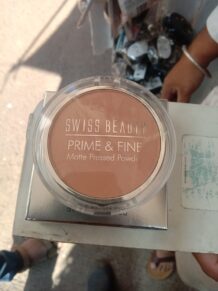 SWISS BEAUTY
PRIME & FINE
Matte Pressed Powder